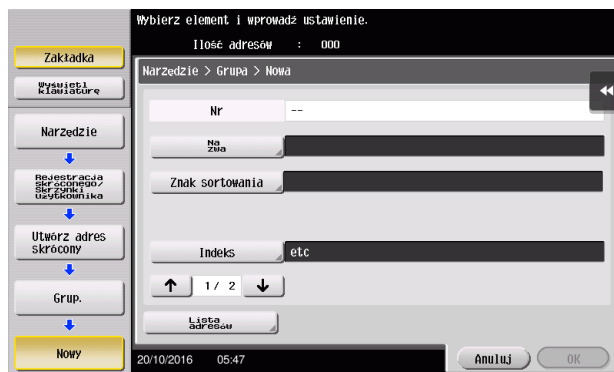 Wybierz element i wprowadź ustawienie.
Ilość adresów : 000
Zakładka
Wyświetl
klawiaturę
Narzędzie > Grupa > Nowa
Nr --
Narzędzie
Na
zwa
Rejestracja
skróconego/
Skrzynki
użytkownika
Znak sortowania
Utwórz adres
skrócony
Indeks etc
1/ 2
Grup.
Lista
adresów
Nowy
20/10/2016 05:47
Anuluj
OK